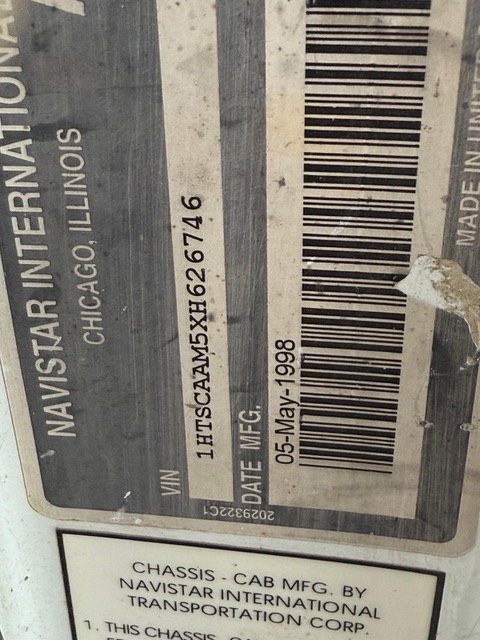 NAVISTAR INTERNATIONAL
CHICAGO, ILLINOIS
VIN
1HTSCAAM5XH626746
DATE MFG.
05-May-1998
MADE IN UNITED
2029322C1
CHASSIS - CAB MFG. BY
NAVISTAR INTERNATIONAL
TRANSPORTATION CORP.
1. THIS CHASSIS